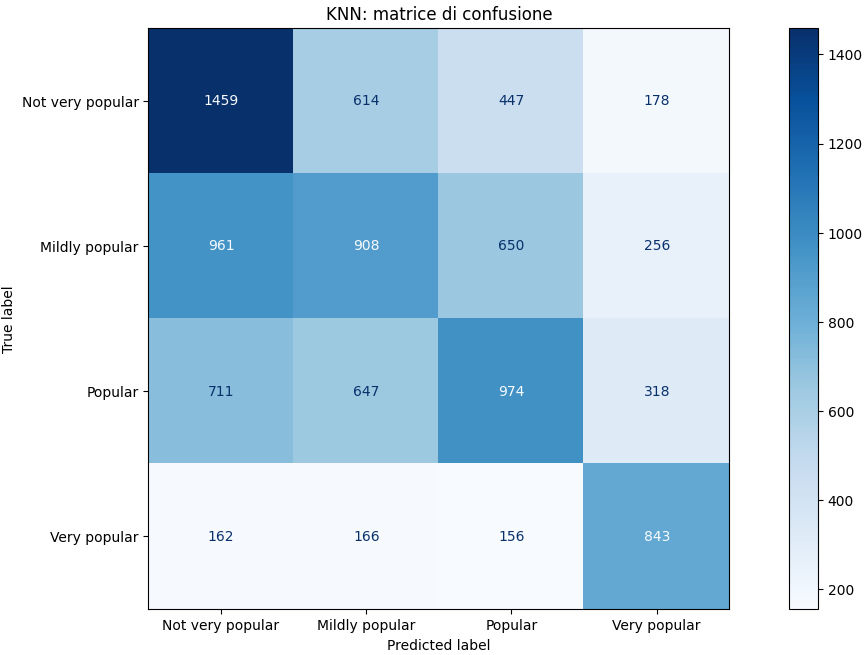 KNN: matrice di confusione
True label
Not very popular
1459 614 447 178
Mildly popular
961 908 650 256
Popular
711 647 974 318
Very popular
162 166 156 843
Not very popular Mildly popular Popular Very popular
Predicted label
1400
1200
1000
800
600
400
200